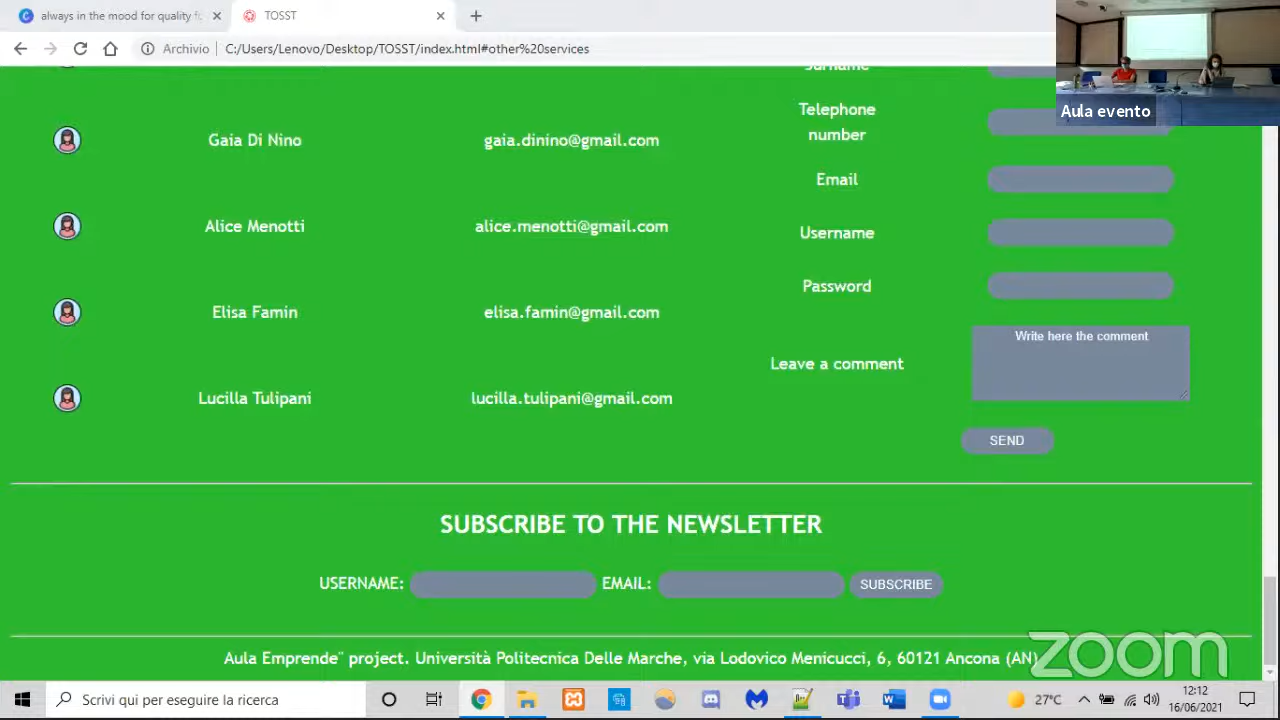 always in the mood for quality f
TOSST
Archivio
C:/Users/Lenovo/Desktop/TOSST/index.html#other%20services
Aula evento
Surname
Telephone
number
Gaia Di Nino
gaia.dinino@gmail.com
Email
Alice Menotti
alice.menotti@gmail.com
Username
Password
Elisa Famin
elisa.famin@gmail.com
Write here the comment
Leave a comment
Lucilla Tulipani
lucilla.tulipani@gmail.com
SEND
SUBSCRIBE TO THE NEWSLETTER
USERNAME:
EMAIL:
SUBSCRIBE
Aula Emprende" project. Università Politecnica Delle Marche, via Lodovico Menicucci, 6, 60121 Ancona (AN)
zoom
Scrivi qui per eseguire la ricerca
27°C
12:12
16/06/2021